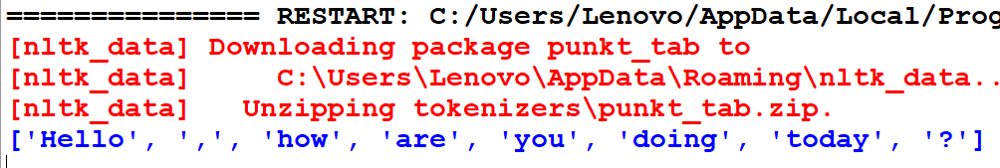 =============== RESTART: C:/Users/Lenovo/AppData/Local/Prog
[nltk_data] Downloading package punkt_tab to
[nltk_data]     C:\Users\Lenovo\AppData\Roaming\nltk_data..
[nltk_data]   Unzipping tokenizers\punkt_tab.zip.
['Hello', ',', 'how', 'are', 'you', 'doing', 'today', '?']